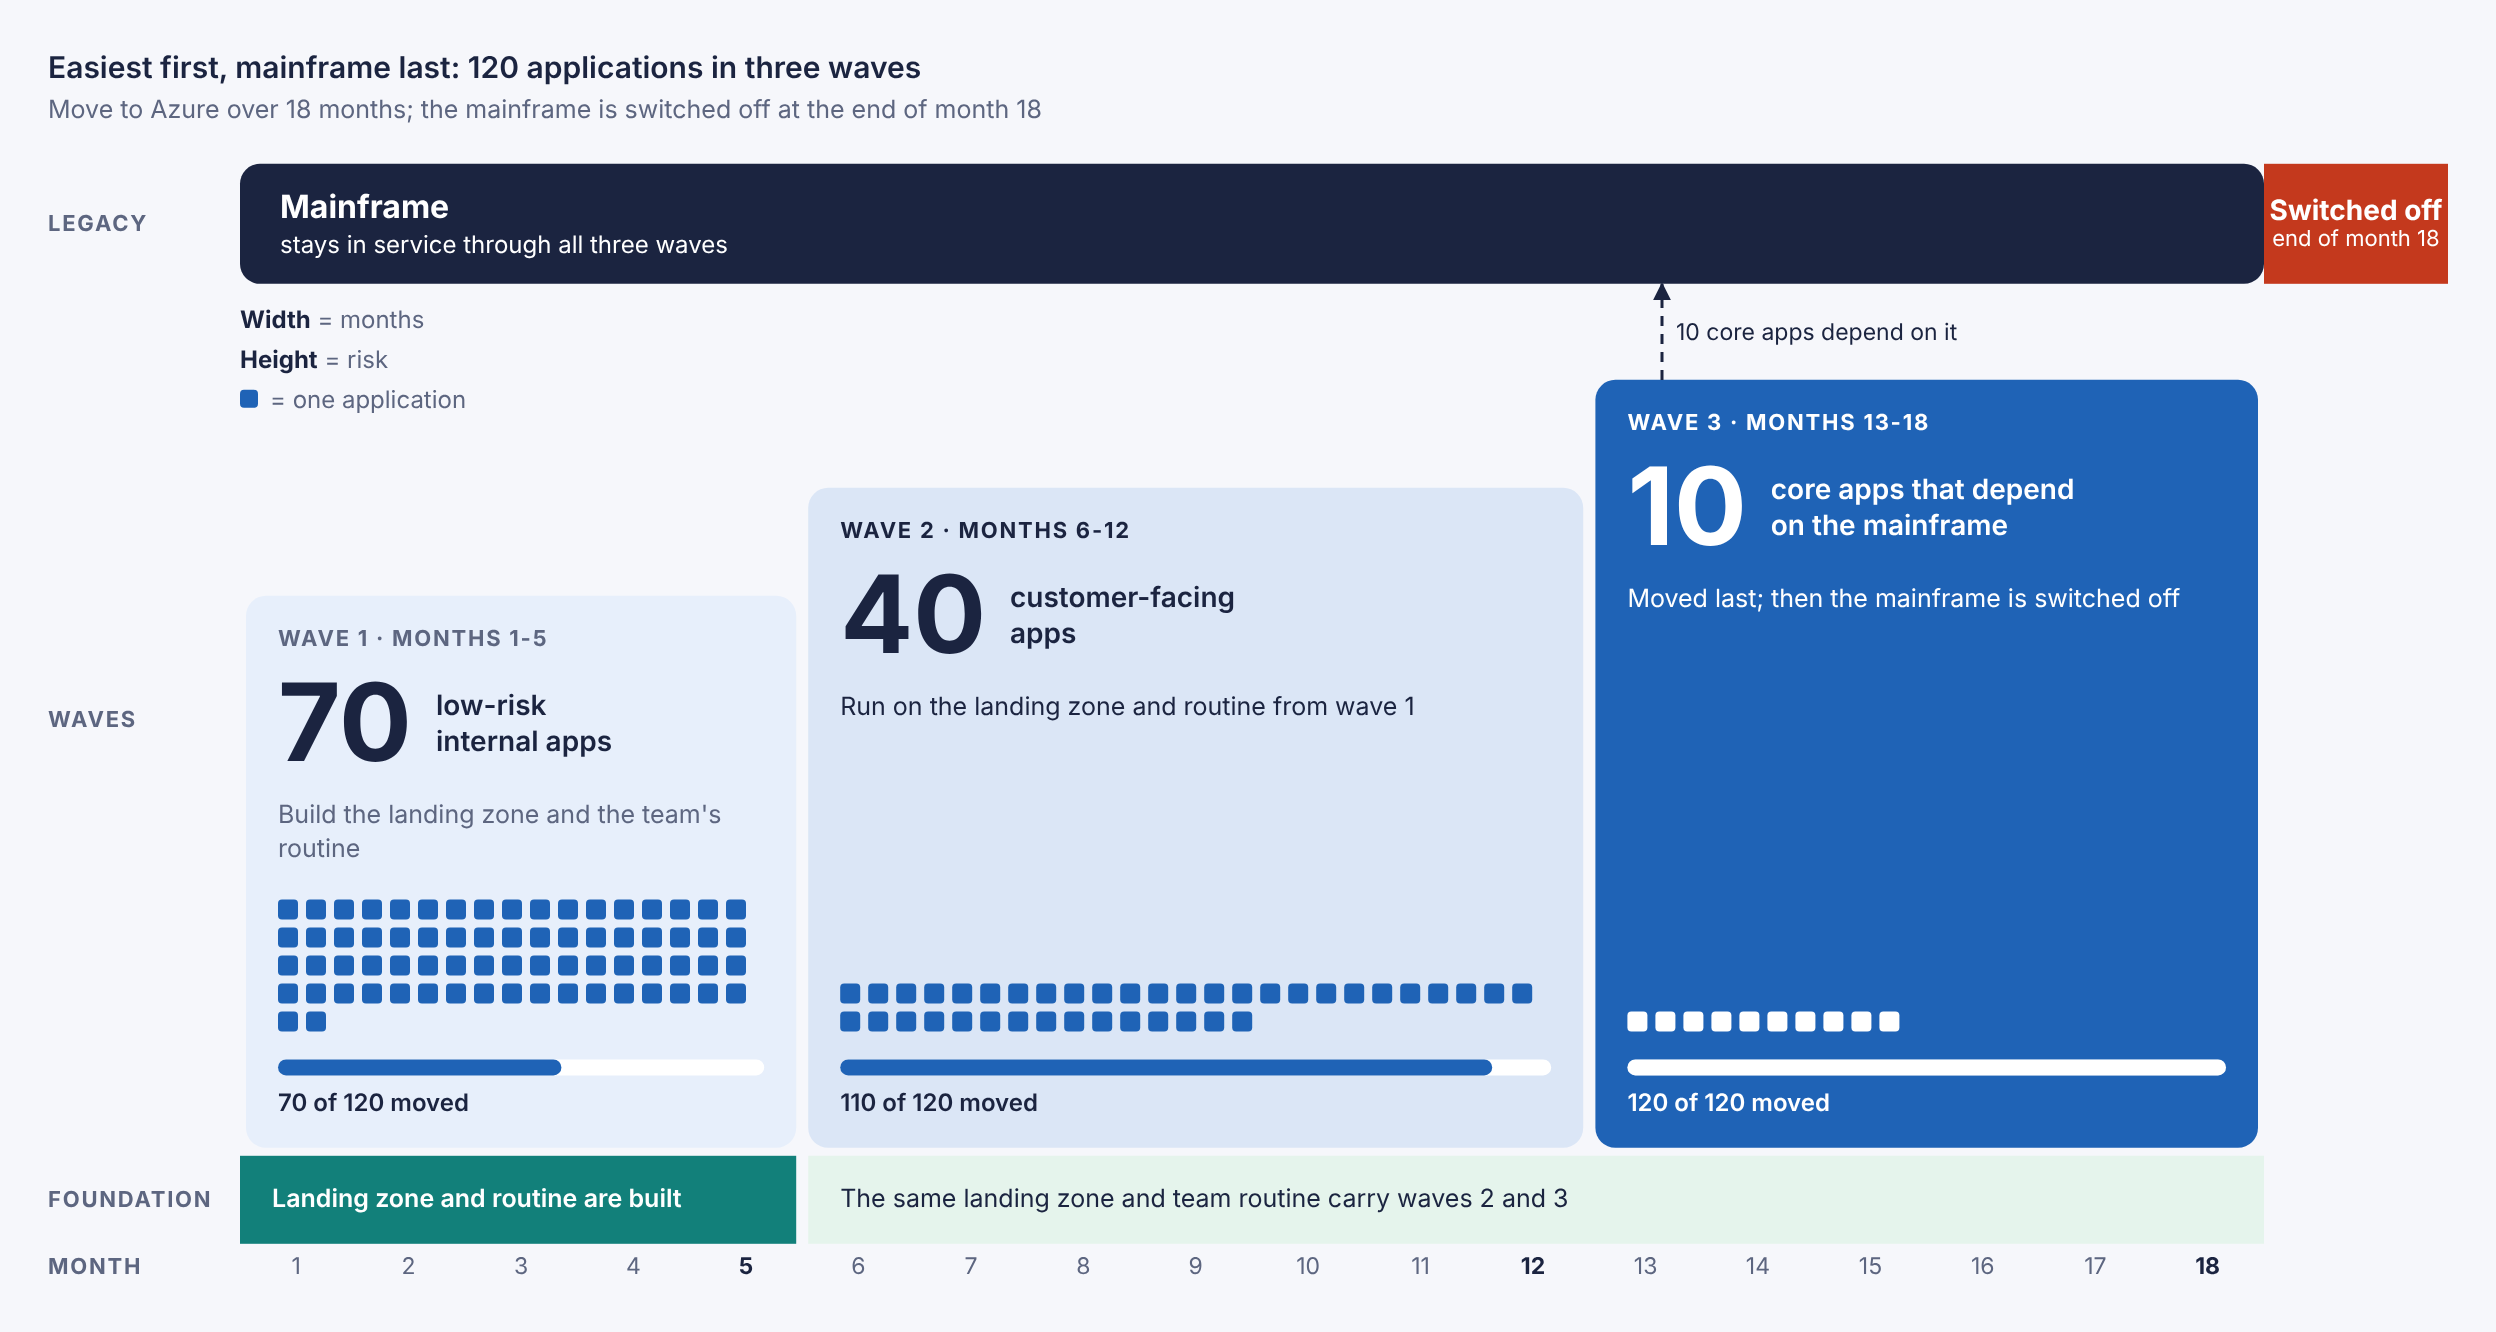 Easiest first, mainframe last: 120 applications in three waves
Move to Azure over 18 months; the mainframe is switched off at the end of month 18
LEGACY
Mainframe
stays in service through all three waves
Switched off
end of month 18
Width = months
Height = risk
= one application
10 core apps depend on it
WAVES
WAVE 1 · MONTHS 1-5
70
low-risk
internal apps
Build the landing zone and the team's
routine
70 of 120 moved
WAVE 2 · MONTHS 6-12
40
customer-facing
apps
Run on the landing zone and routine from wave 1
110 of 120 moved
WAVE 3 · MONTHS 13-18
10
core apps that depend
on the mainframe
Moved last; then the mainframe is switched off
120 of 120 moved
FOUNDATION
Landing zone and routine are built
The same landing zone and team routine carry waves 2 and 3
MONTH
1 2 3 4 5 6 7 8 9 10 11 12 13 14 15 16 17 18